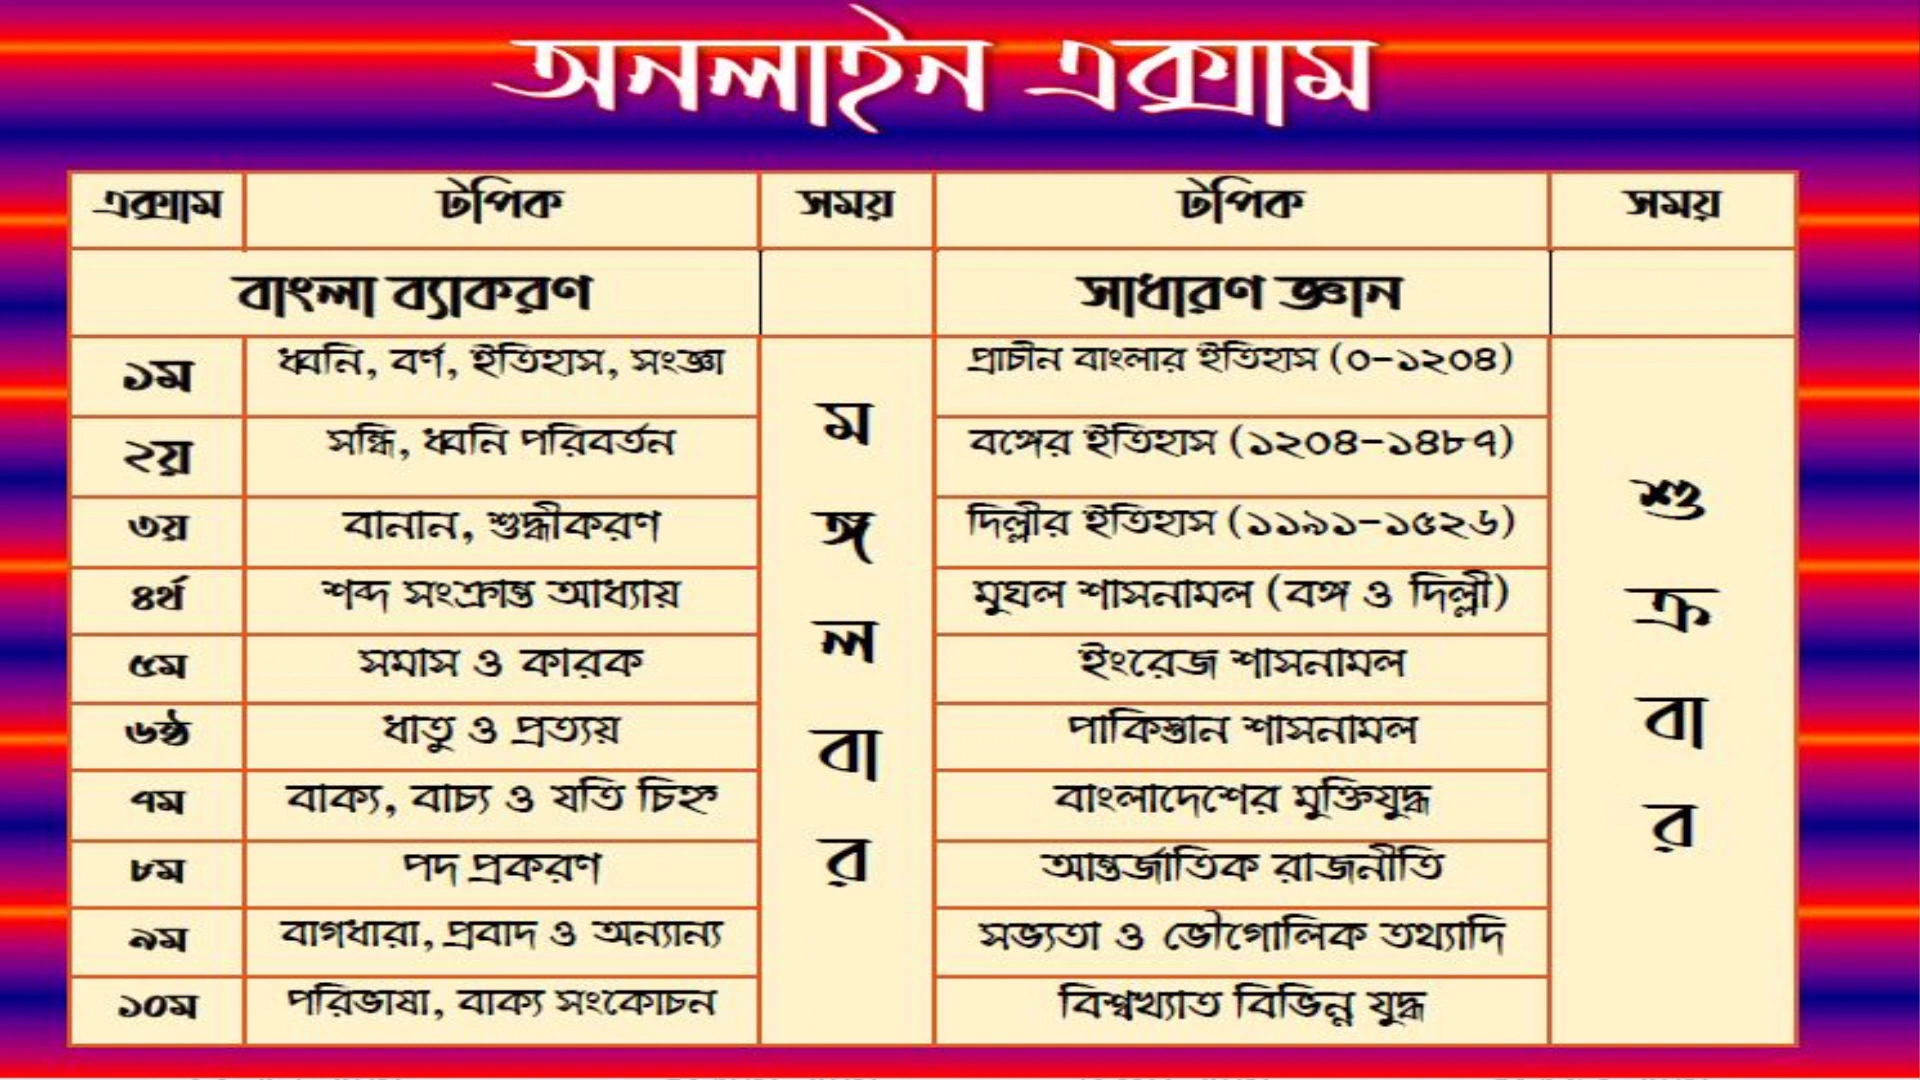 অনলাইন এক্সাম
এক্সাম টপিক সময় টপিক সময়
বাংলা ব্যাকরণ সাধারণ জ্ঞান
১ম ধ্বনি, বর্ণ, ইতিহাস, সংজ্ঞা প্রাচীন বাংলার ইতিহাস (০-১২০৪)
২য় সন্ধি, ধ্বনি পরিবর্তন বঙ্গের ইতিহাস (১২০৪-১৪৮৭)
৩য় বানান, শুদ্ধীকরণ দিল্লীর ইতিহাস (১১৯১-১৫২৬)
৪র্থ শব্দ সংক্রান্ত আধ্যায় মুঘল শাসনামল (বঙ্গ ও দিল্লী)
৫ম সমাস ও কারক ইংরেজ শাসনামল
৬ষ্ঠ ধাতু ও প্রত্যয় পাকিস্তান শাসনামল
৭ম বাক্য, বাচ্য ও যতি চিহ্ন বাংলাদেশের মুক্তিযুদ্ধ
৮ম পদ প্রকরণ আন্তর্জাতিক রাজনীতি
৯ম বাগধারা, প্রবাদ ও অন্যান্য সভ্যতা ও ভৌগোলিক তথ্যাদি
১০ম পরিভাষা, বাক্য সংকোচন বিশ্বখ্যাত বিভিন্ন যুদ্ধ
মঙ্গলবার
শুক্রবার